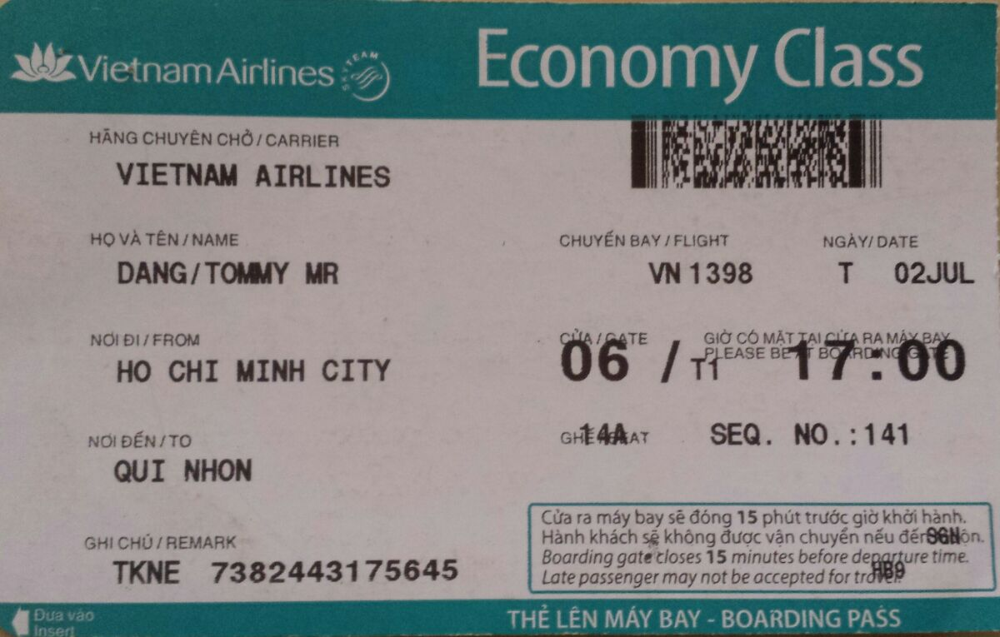 Vietnam Airlines SKYTEAM
Economy Class
HÃNG CHUYÊN CHỞ / CARRIER
VIETNAM AIRLINES
HỌ VÀ TÊN / NAME
DANG/TOMMY MR
CHUYẾN BAY / FLIGHT
VN 1398
NGÀY / DATE
T 02JUL
NƠI ĐI / FROM
HO CHI MINH CITY
CỬA / GATE
06 / T1
GIỜ CÓ MẶT TẠI CỬA RA MÁY BAY
PLEASE BE AT BOARDING GATE
17:00
NƠI ĐẾN / TO
QUI NHON
GHẾ / SEAT
14A
SEQ. NO.:141
GHI CHÚ / REMARK
TKNE 7382443175645
Cửa ra máy bay sẽ đóng 15 phút trước giờ khởi hành.
Hành khách sẽ không được vận chuyển nếu đến muộn.
SGN
Boarding gate closes 15 minutes before departure time.
Late passenger may not be accepted for travel.
HB9
Đưa vào
Insert
THẺ LÊN MÁY BAY - BOARDING PASS